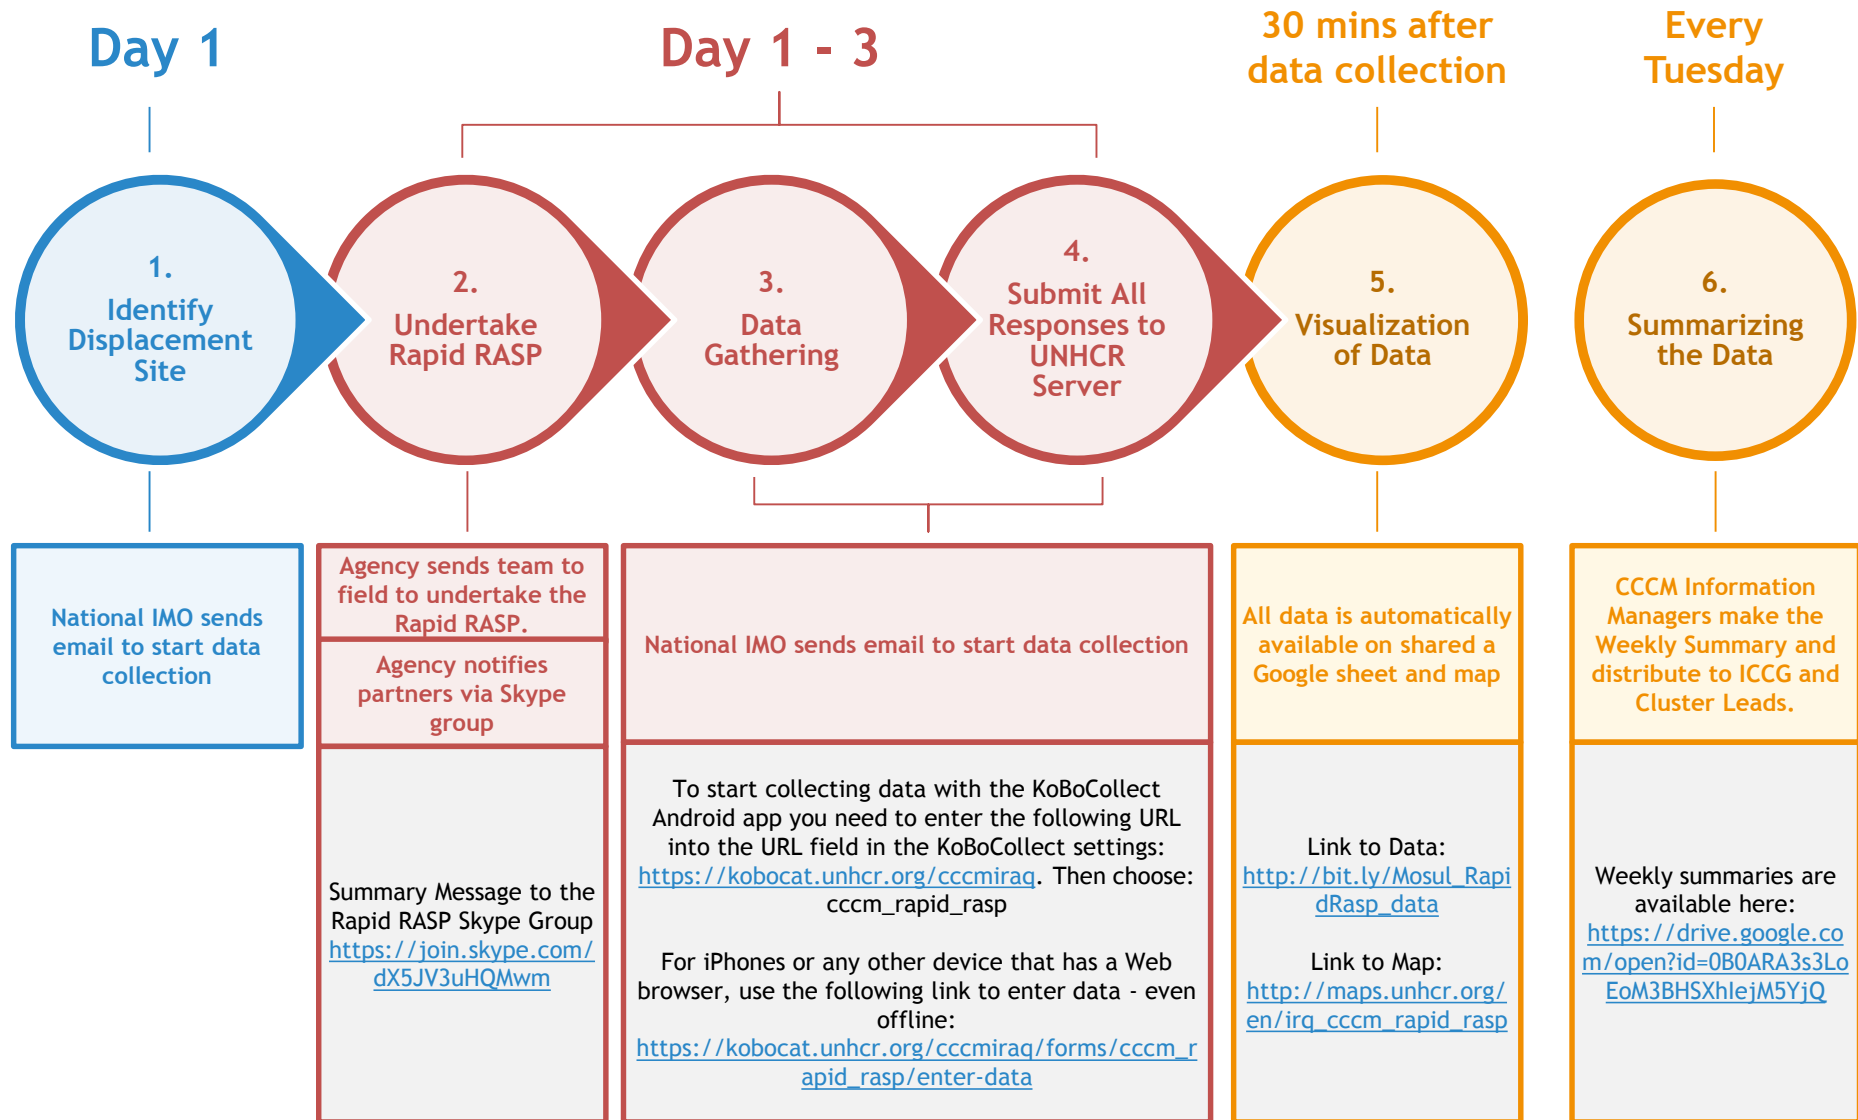 Day 1
Day 1 - 3
30 mins after
data collection
Every
Tuesday
1.
Identify
Displacement
Site
2.
Undertake
Rapid RASP
3.
Data
Gathering
4.
Submit All
Responses to
UNHCR
Server
5.
Visualization
of Data
6.
Summarizing
the Data
National IMO sends
email to start data
collection
Agency sends team to
field to undertake the
Rapid RASP.
Agency notifies
partners via Skype
group
Summary Message to the
Rapid RASP Skype Group
https://join.skype.com/
dX5JV3uHQMwm
National IMO sends email to start data collection
To start collecting data with the KoBoCollect
Android app you need to enter the following URL
into the URL field in the KoBoCollect settings:
https://kobocat.unhcr.org/cccmiraq. Then choose:
cccm_rapid_rasp
For iPhones or any other device that has a Web
browser, use the following link to enter data - even
offline:
https://kobocat.unhcr.org/cccmiraq/forms/cccm_r
apid_rasp/enter-data
All data is automatically
available on shared a
Google sheet and map
Link to Data:
http://bit.ly/Mosul_Rapi
dRasp_data
Link to Map:
http://maps.unhcr.org/
en/irq_cccm_rapid_rasp
CCCM Information
Managers make the
Weekly Summary and
distribute to ICCG and
Cluster Leads.
Weekly summaries are
available here:
https://drive.google.co
m/open?id=0B0ARA3s3Lo
EoM3BHSXhIejM5YjQ